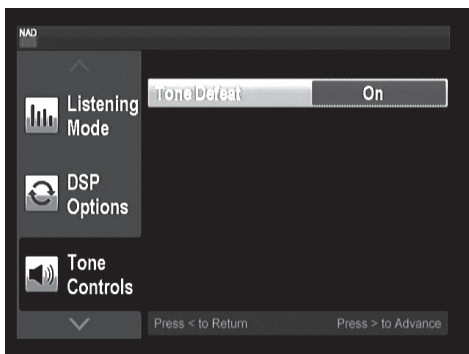 NAD
Listening
Mode
Tone Defeat On
DSP
Options
Tone
Controls
Press < to Return Press > to Advance